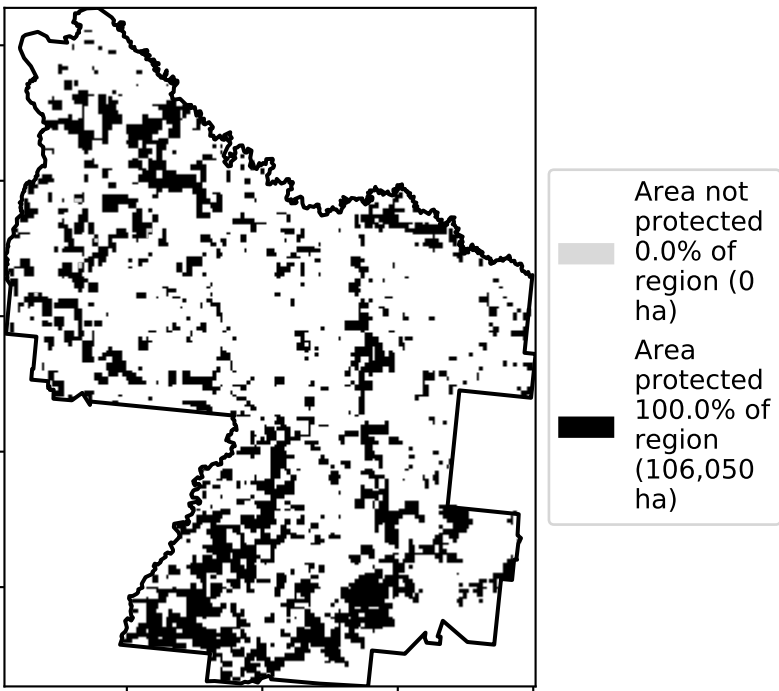 Area not
protected
0.0% of
region (0
ha)
Area
protected
100.0% of
region
(106,050
ha)